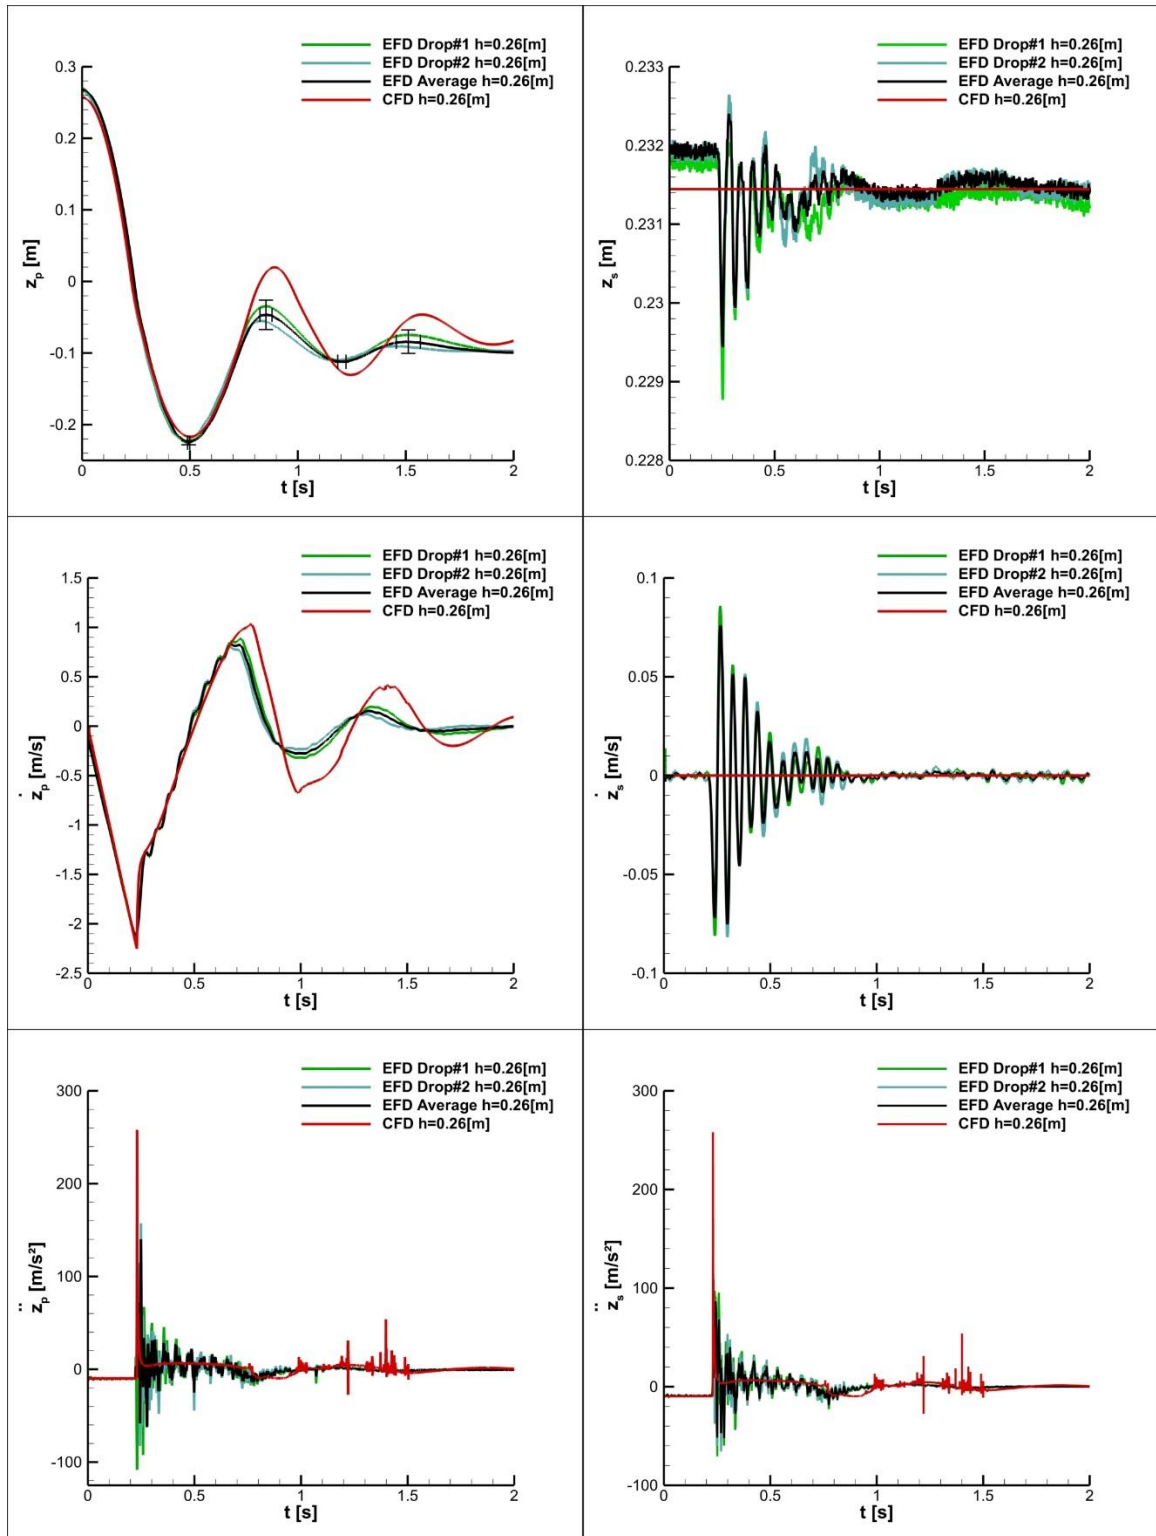 EFD Drop#1 h=0.26[m]
EFD Drop#2 h=0.26[m]
EFD Average h=0.26[m]
CFD h=0.26[m]
0.3
0.2
0.1
0
-0.1
-0.2
z_p [m]
0 0.5 1 1.5 2
t [s]
EFD Drop#1 h=0.26[m]
EFD Drop#2 h=0.26[m]
EFD Average h=0.26[m]
CFD h=0.26[m]
0.233
0.232
0.231
0.23
0.229
0.228
z_s [m]
0 0.5 1 1.5 2
t [s]
EFD Drop#1 h=0.26[m]
EFD Drop#2 h=0.26[m]
EFD Average h=0.26[m]
CFD h=0.26[m]
1.5
1
0.5
0
-0.5
-1
-1.5
-2
-2.5
ż_p [m/s]
0 0.5 1 1.5 2
t [s]
EFD Drop#1 h=0.26[m]
EFD Drop#2 h=0.26[m]
EFD Average h=0.26[m]
CFD h=0.26[m]
0.1
0.05
0
-0.05
-0.1
ż_s [m/s]
0 0.5 1 1.5 2
t [s]
EFD Drop#1 h=0.26[m]
EFD Drop#2 h=0.26[m]
EFD Average h=0.26[m]
CFD h=0.26[m]
300
200
100
0
-100
z̈_p [m/s²]
0 0.5 1 1.5 2
t [s]
EFD Drop#1 h=0.26[m]
EFD Drop#2 h=0.26[m]
EFD Average h=0.26[m]
CFD h=0.26[m]
300
200
100
0
-100
z̈_s [m/s²]
0 0.5 1 1.5 2
t [s]